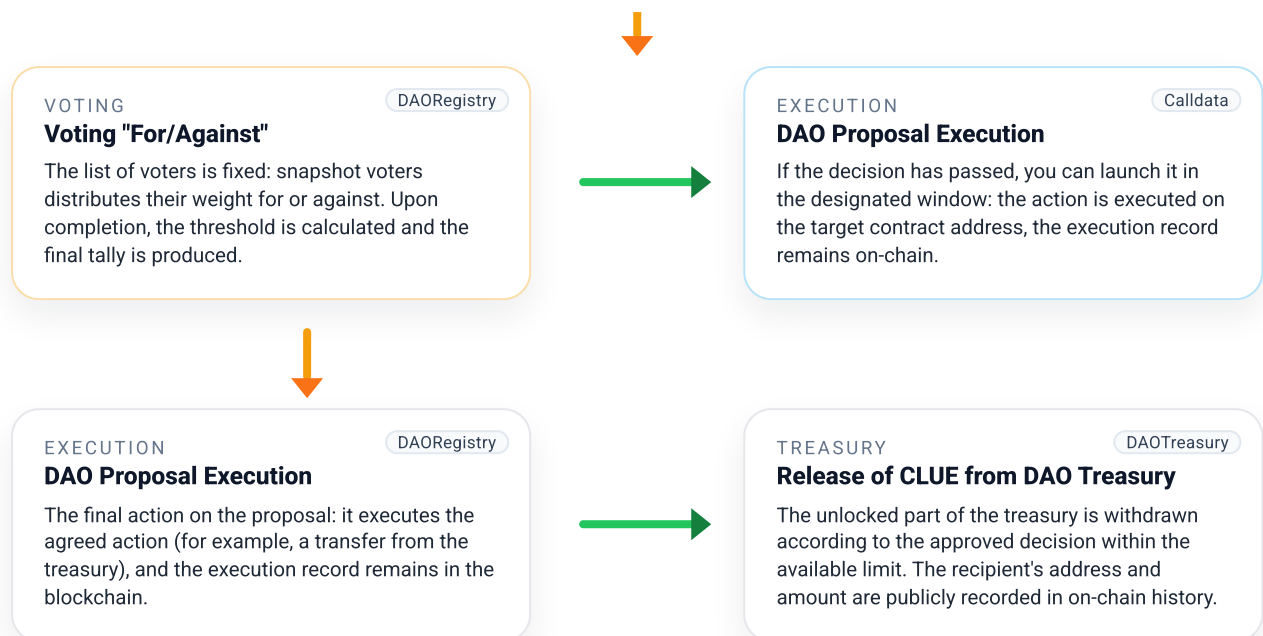 VOTING
DAORegistry
Voting "For/Against"
The list of voters is fixed: snapshot voters
distributes their weight for or against. Upon
completion, the threshold is calculated and the
final tally is produced.
EXECUTION
Calldata
DAO Proposal Execution
If the decision has passed, you can launch it in
the designated window: the action is executed on
the target contract address, the execution record
remains on-chain.
EXECUTION
DAORegistry
DAO Proposal Execution
The final action on the proposal: it executes the
agreed action (for example, a transfer from the
treasury), and the execution record remains in the
blockchain.
TREASURY
DAOTreasury
Release of CLUE from DAO Treasury
The unlocked part of the treasury is withdrawn
according to the approved decision within the
available limit. The recipient's address and
amount are publicly recorded in on-chain history.